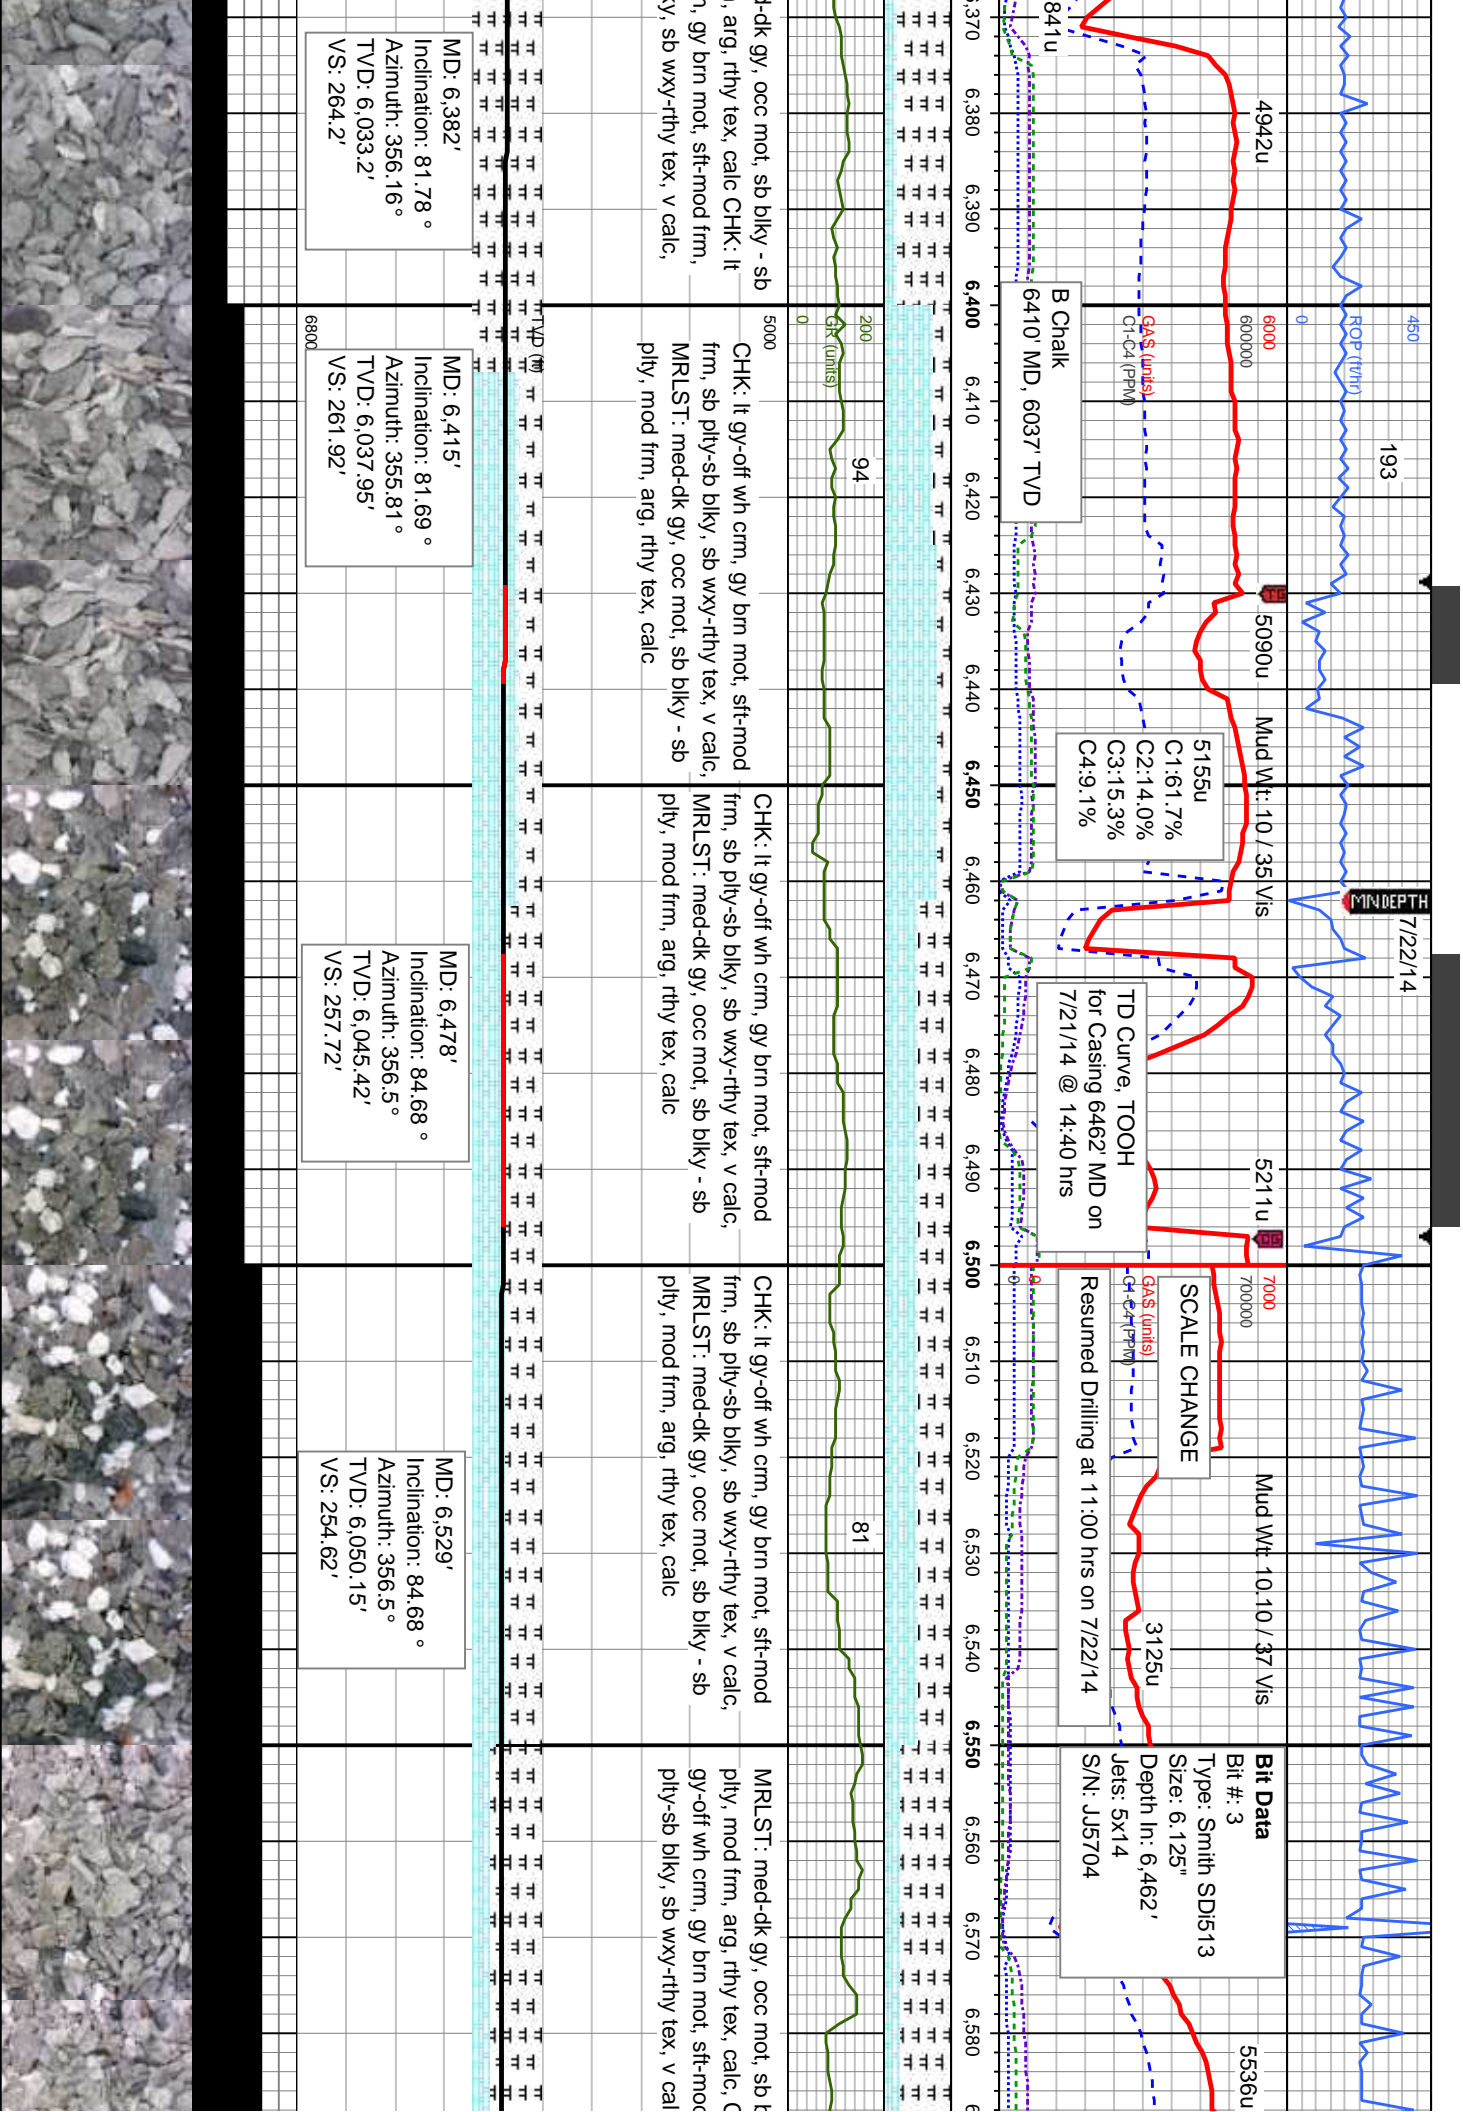 450
ROP (ft/hr)
0
193
7/22/14
MNDEPTH
6000
600000
GAS (units)
C1-C4 (PPM)
7000
700000
GAS (units)
C1-C4 (PPM)
0
0
841u
4942u
5090u
Mud Wt: 10 / 35 Vis
5211u
Mud Wt: 10.10 / 37 Vis
3125u
5536u
B Chalk
6410' MD, 6037' TVD
5155u
C1:61.7%
C2:14.0%
C3:15.3%
C4:9.1%
TD Curve, TOOH
for Casing 6462' MD on
7/21/14 @ 14:40 hrs
SCALE CHANGE
Resumed Drilling at 11:00 hrs on 7/22/14
Bit Data
Bit #: 3
Type: Smith SDi513
Size: 6.125"
Depth In: 6,462'
Jets: 5x14
S/N: JJ5704
6,370 6,380 6,390 6,400 6,410 6,420 6,430 6,440 6,450 6,460 6,470 6,480 6,490 6,500 6,510 6,520 6,530 6,540 6,550 6,560 6,570 6,580
200
GR (units)
0
94
81
d-dk gy, occ mot, sb blky - sb
, arg, rthy tex, calc CHK: lt
n, gy brn mot, sft-mod frm,
ky, sb wxy-rthy tex, v calc,
CHK: lt gy-off wh crm, gy brn mot, sft-mod
frm, sb plty-sb blky, sb wxy-rthy tex, v calc,
MRLST: med-dk gy, occ mot, sb blky - sb
plty, mod frm, arg, rthy tex, calc
CHK: lt gy-off wh crm, gy brn mot, sft-mod
frm, sb plty-sb blky, sb wxy-rthy tex, v calc,
MRLST: med-dk gy, occ mot, sb blky - sb
plty, mod frm, arg, rthy tex, calc
CHK: lt gy-off wh crm, gy brn mot, sft-mod
frm, sb plty-sb blky, sb wxy-rthy tex, v calc,
MRLST: med-dk gy, occ mot, sb blky - sb
plty, mod frm, arg, rthy tex, calc
MRLST: med-dk gy, occ mot, sb b
plty, mod frm, arg, rthy tex, calc, C
gy-off wh crm, gy brn mot, sft-mod
plty-sb blky, sb wxy-rthy tex, v cal
5000
TVD (ft)
6800
MD: 6,382'
Inclination: 81.78 °
Azimuth: 356.16°
TVD: 6,033.2'
VS: 264.2'
MD: 6,415'
Inclination: 81.69 °
Azimuth: 355.81°
TVD: 6,037.95'
VS: 261.92'
MD: 6,478'
Inclination: 84.68 °
Azimuth: 356.5°
TVD: 6,045.42'
VS: 257.72'
MD: 6,529'
Inclination: 84.68 °
Azimuth: 356.5°
TVD: 6,050.15'
VS: 254.62'